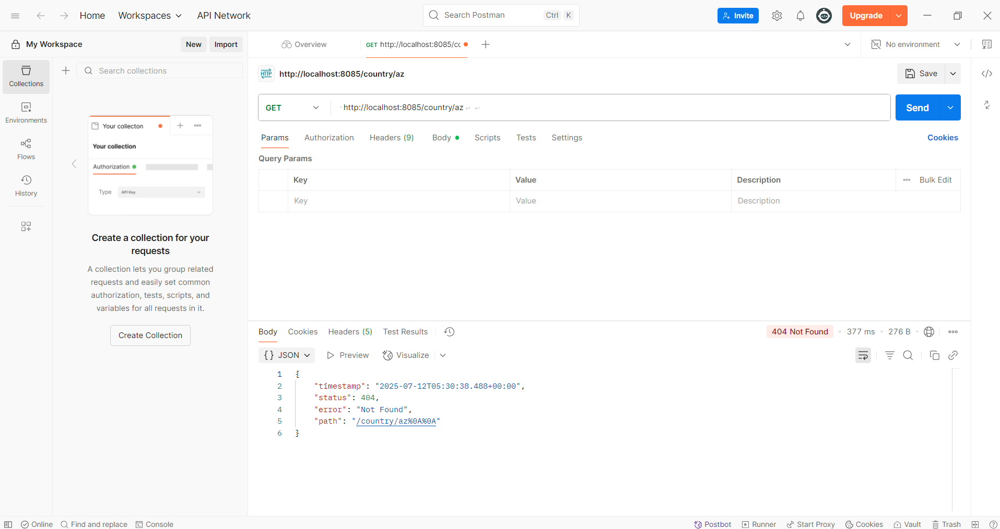 Home Workspaces API Network Search Postman Ctrl K Invite Upgrade
My Workspace New Import
Overview GET http://localhost:8085/cc No environment
Collections
Environments
Flows
History
Search collections
Your collecton
Your collection
Authorization
Type API Key
Create a collection for your
requests
A collection lets you group related
requests and easily set common
authorization, tests, scripts, and
variables for all requests in it.
Create Collection
HTTP http://localhost:8085/country/az Save
GET http://localhost:8085/country/az Send
Params Authorization Headers (9) Body Scripts Tests Settings Cookies
Query Params
Key Value Description Bulk Edit
Key Value Description
Body Cookies Headers (5) Test Results 404 Not Found 377 ms 276 B
{} JSON Preview Visualize
1 {
2 "timestamp": "2025-07-12T05:30:38.488+00:00",
3 "status": 404,
4 "error": "Not Found",
5 "path": "/country/az%0A%0A"
6 }
Online Find and replace Console Postbot Runner Start Proxy Cookies Vault Trash